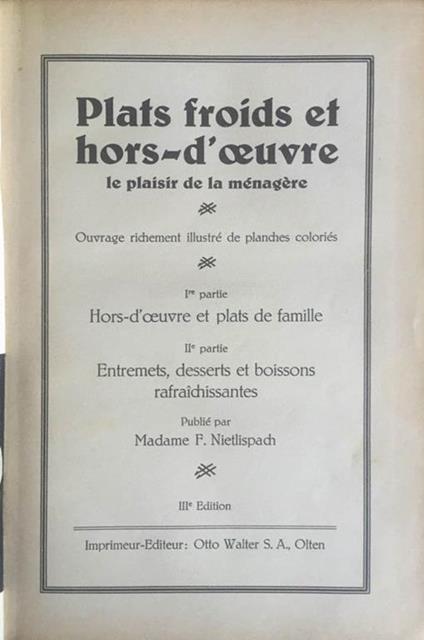 Plats froids et
hors-d'œuvre
le plaisir de la ménagère
Ouvrage richement illustré de planches coloriés
Ire partie
Hors-d'œuvre et plats de famille
IIe partie
Entremets, desserts et boissons
rafraîchissantes
Publié par
Madame F. Nietlispach
IIIe Edition
Imprimeur-Editeur: Otto Walter S. A., Olten